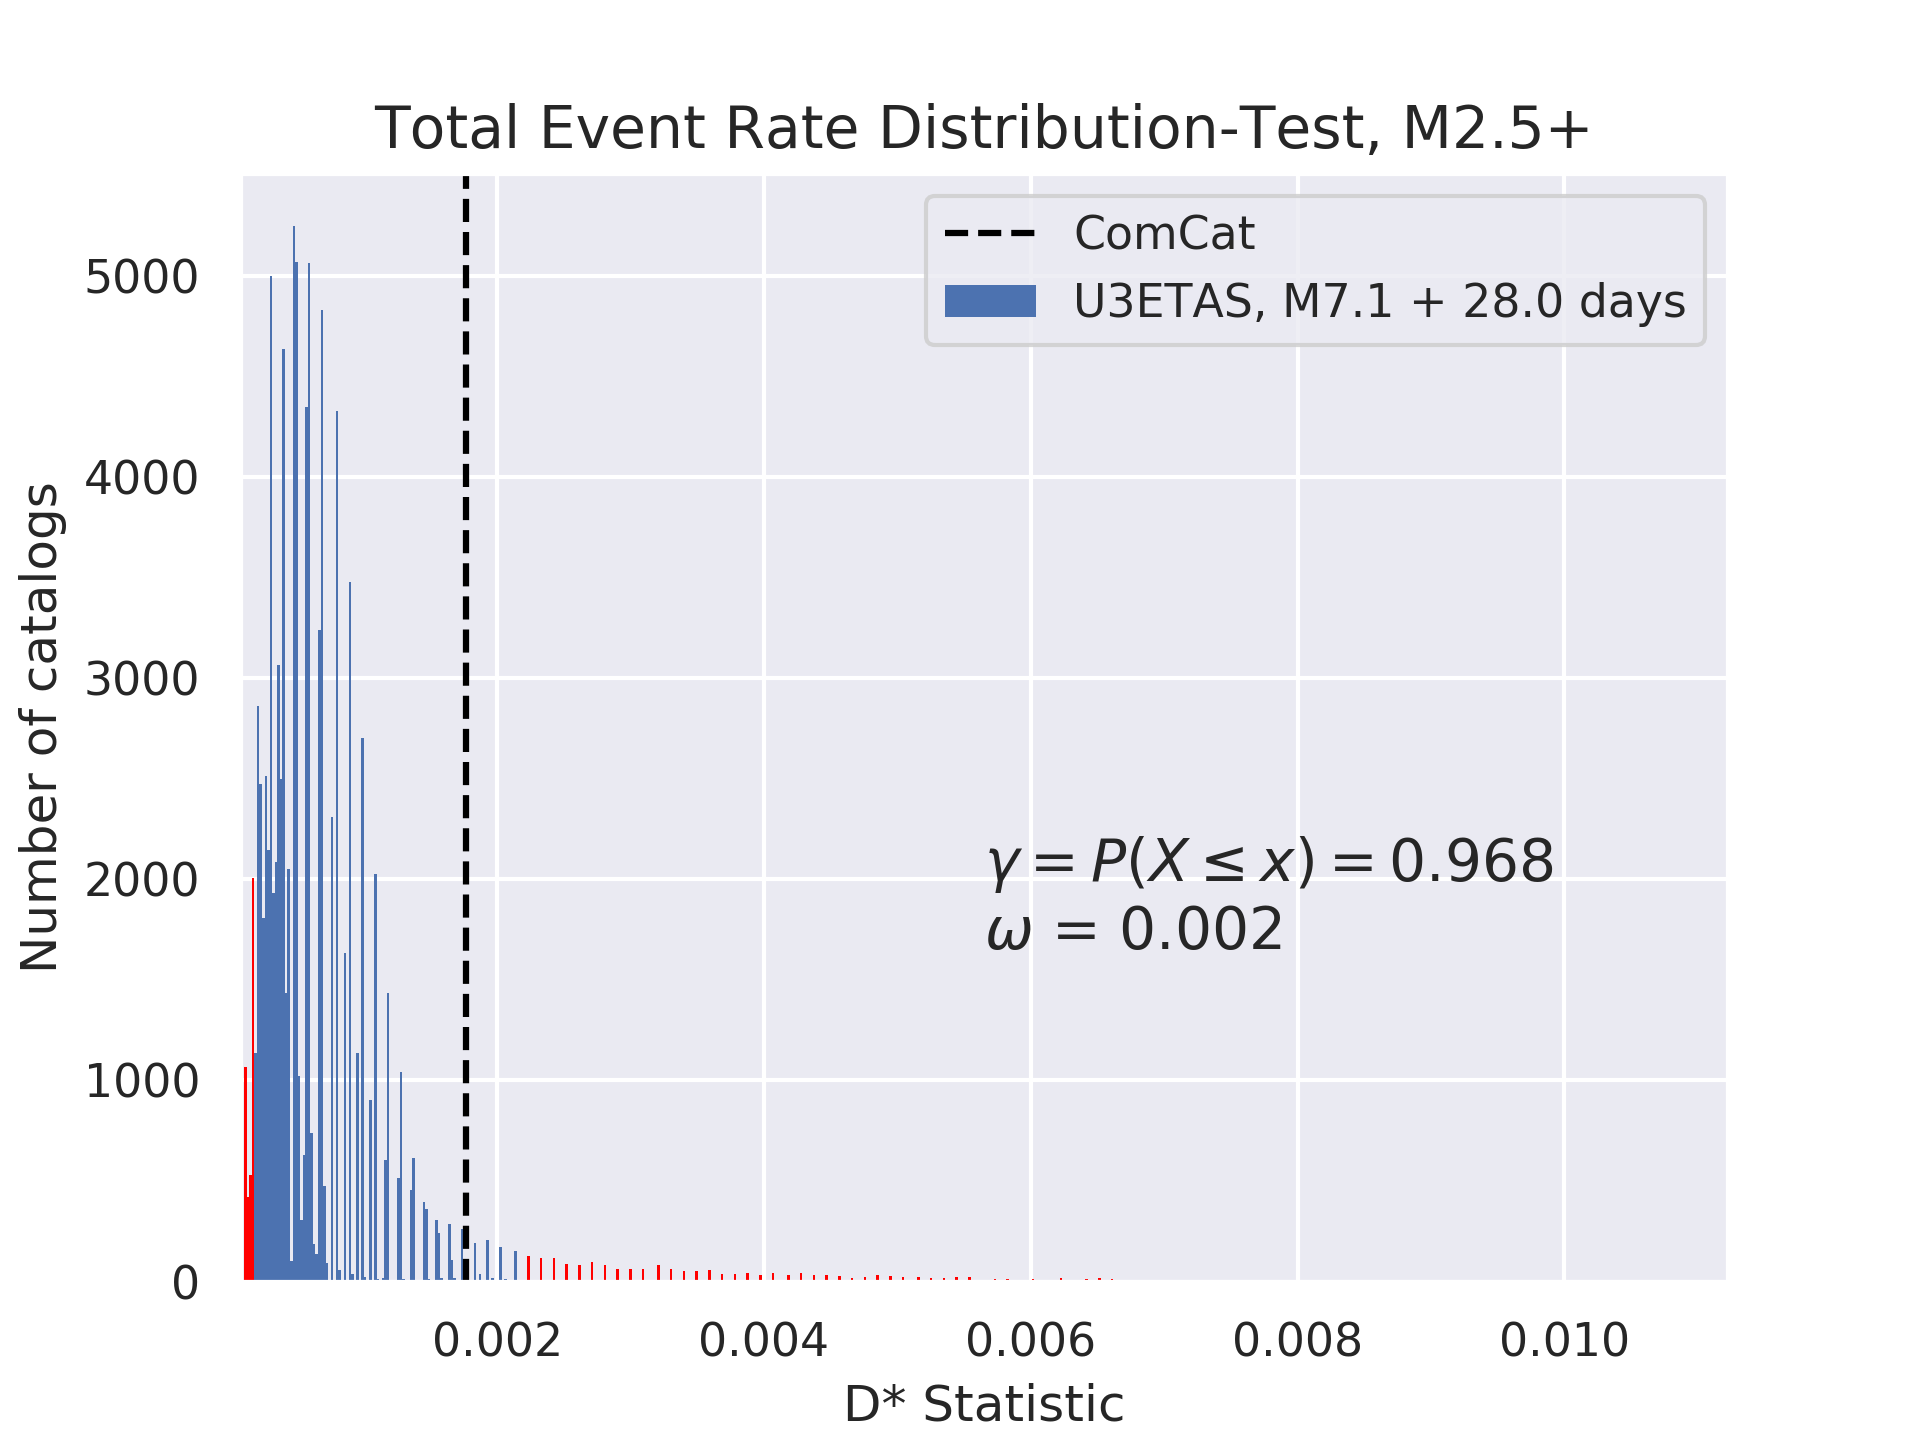 Total Event Rate Distribution-Test, M2.5+
ComCat
U3ETAS, M7.1 + 28.0 days
5000
4000
3000
2000
1000
0
Number of catalogs
γ = P(X ≤ x) = 0.968
ω = 0.002
0.002 0.004 0.006 0.008 0.010
D* Statistic